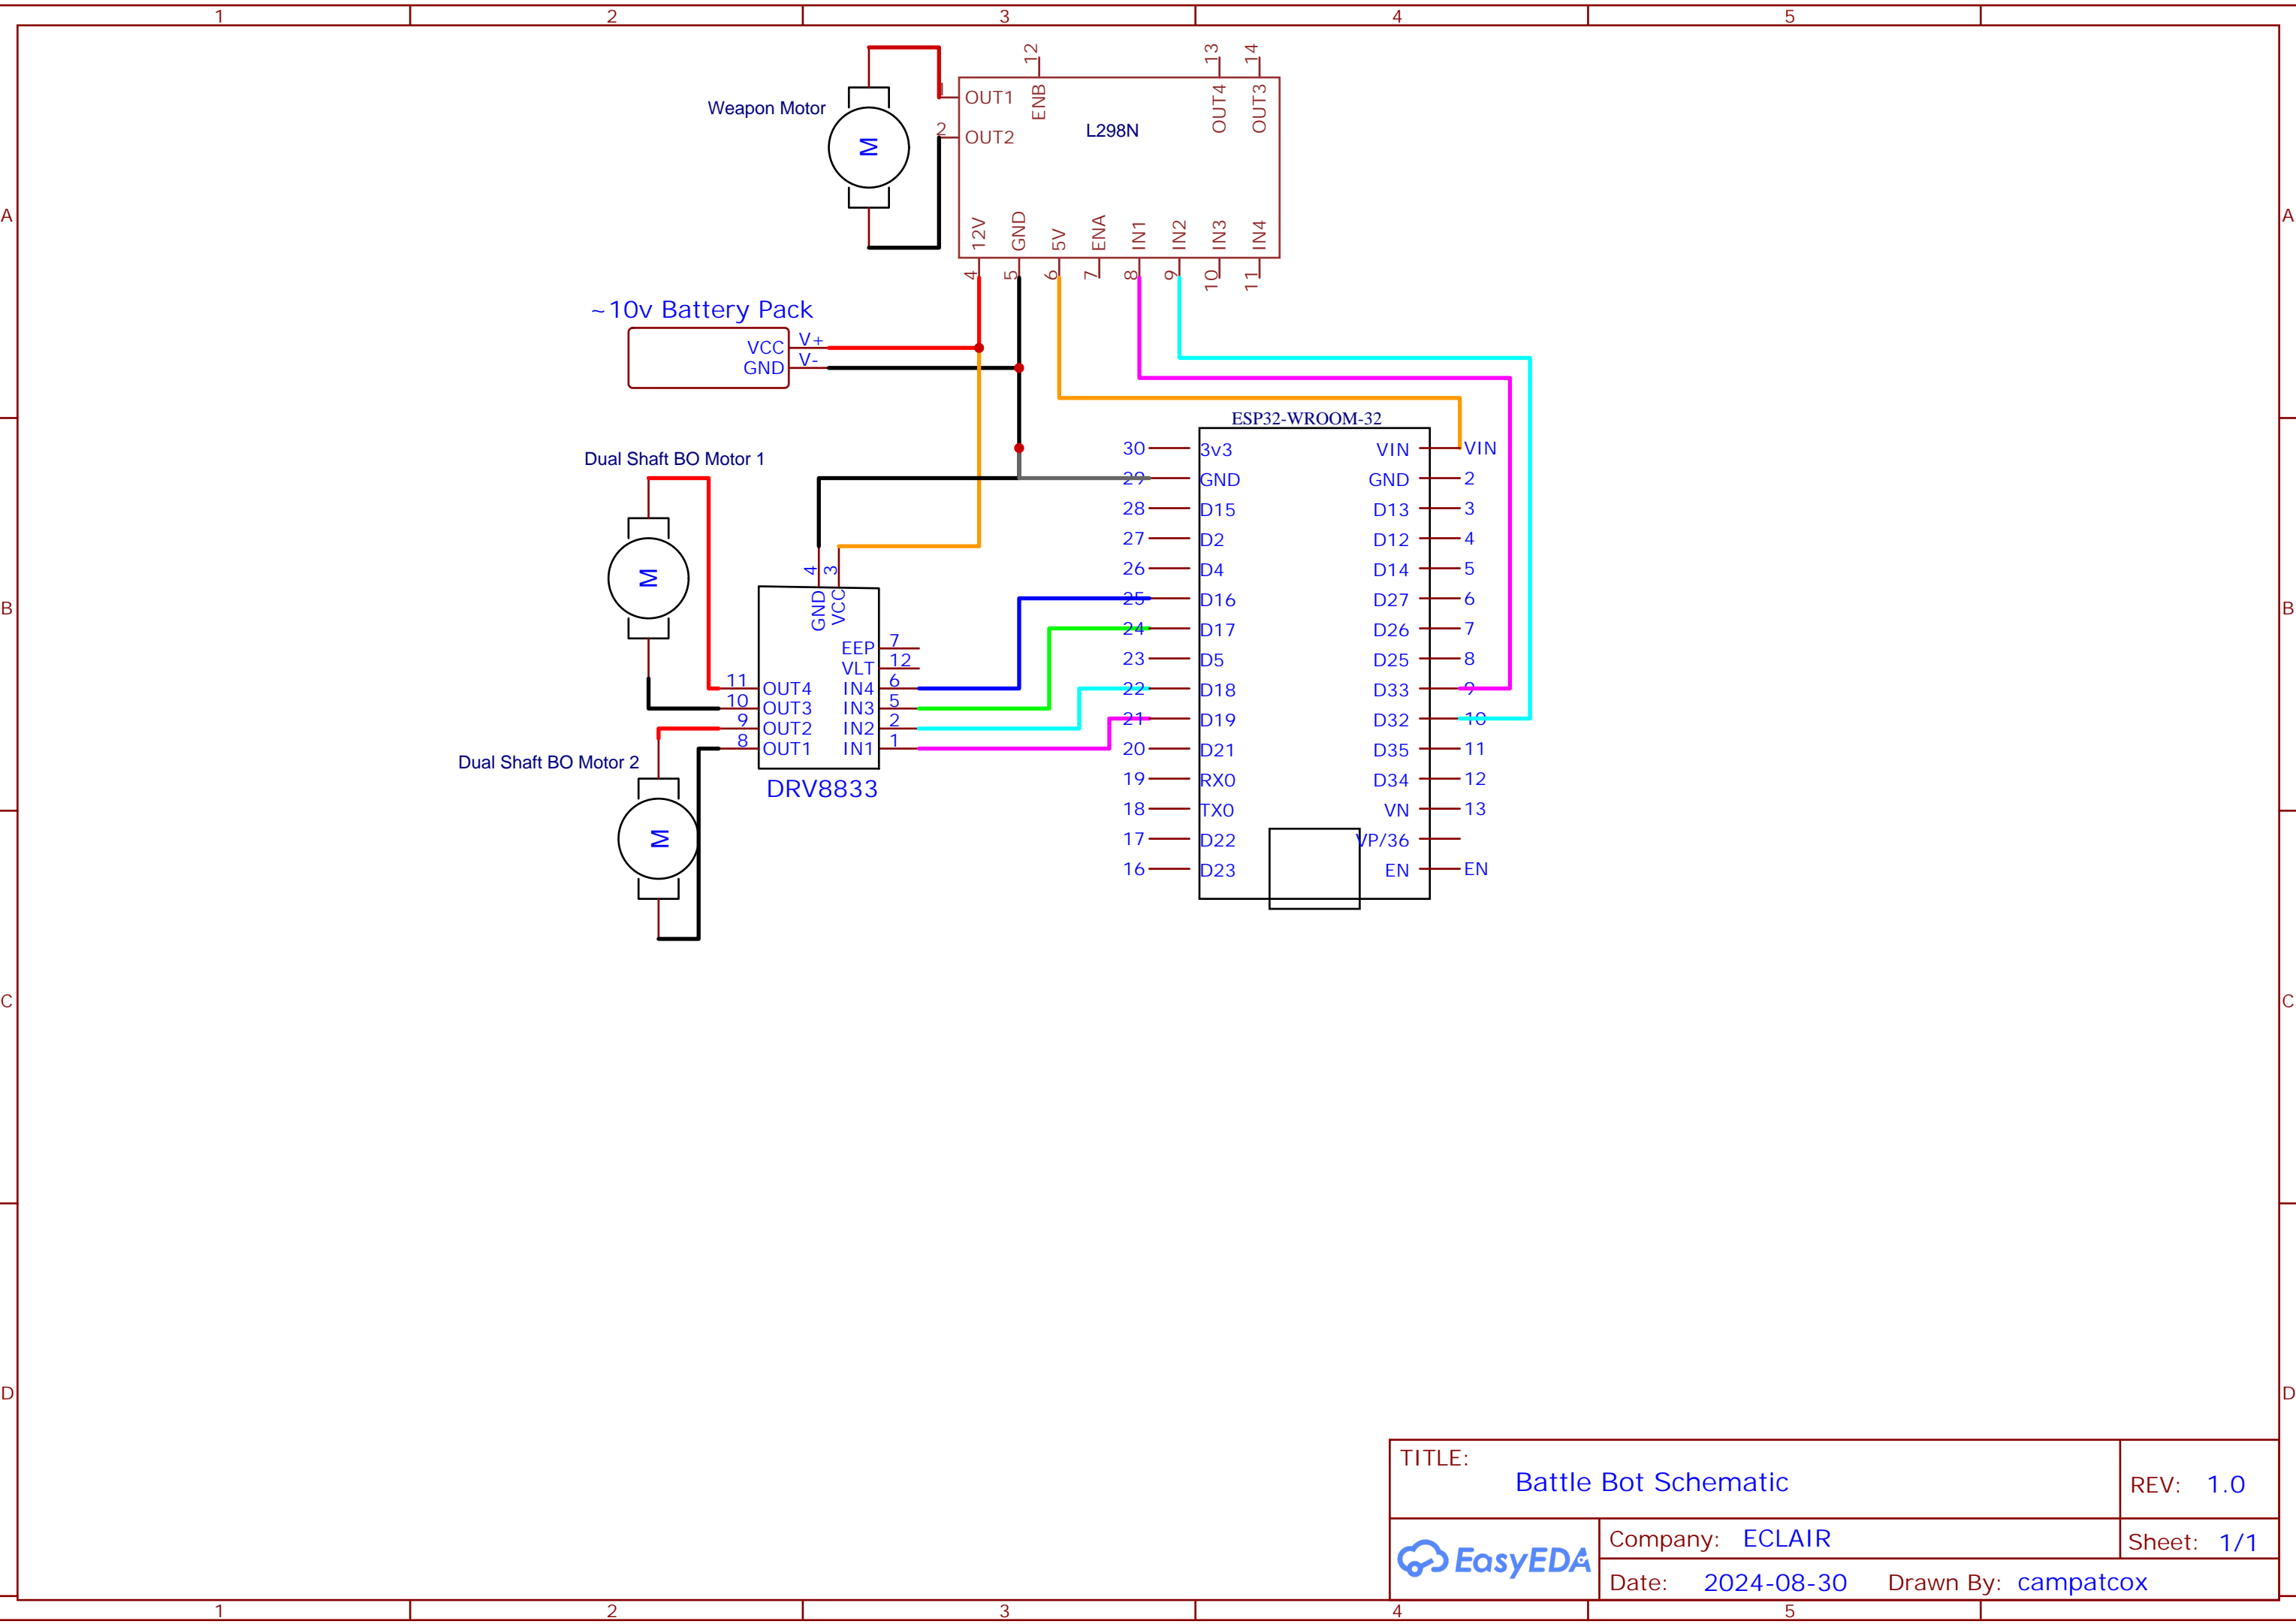 1 2 3 4 5
A
B
C
D
A
B
C
D
Weapon Motor
M
12
13
14
1 OUT1
2 OUT2
ENB
OUT4
OUT3
L298N
12V
GND
5V
ENA
IN1
IN2
IN3
IN4
4
5
6
7
8
9
10
11
~10v Battery Pack
VCC V+
GND V-
Dual Shaft BO Motor 1
M
Dual Shaft BO Motor 2
M
4
3
GND
VCC
EEP 7
VLT 12
11 OUT4 IN4 6
10 OUT3 IN3 5
9 OUT2 IN2 2
8 OUT1 IN1 1
DRV8833
ESP32-WROOM-32
30 3v3 VIN VIN
29 GND GND 2
28 D15 D13 3
27 D2 D12 4
26 D4 D14 5
25 D16 D27 6
24 D17 D26 7
23 D5 D25 8
22 D18 D33 9
21 D19 D32 10
20 D21 D35 11
19 RX0 D34 12
18 TX0 VN 13
17 D22 VP/36
16 D23 EN EN
TITLE:
Battle Bot Schematic
REV: 1.0
EasyEDA
Company: ECLAIR
Sheet: 1/1
Date: 2024-08-30 Drawn By: campatcox
1 2 3 4 5